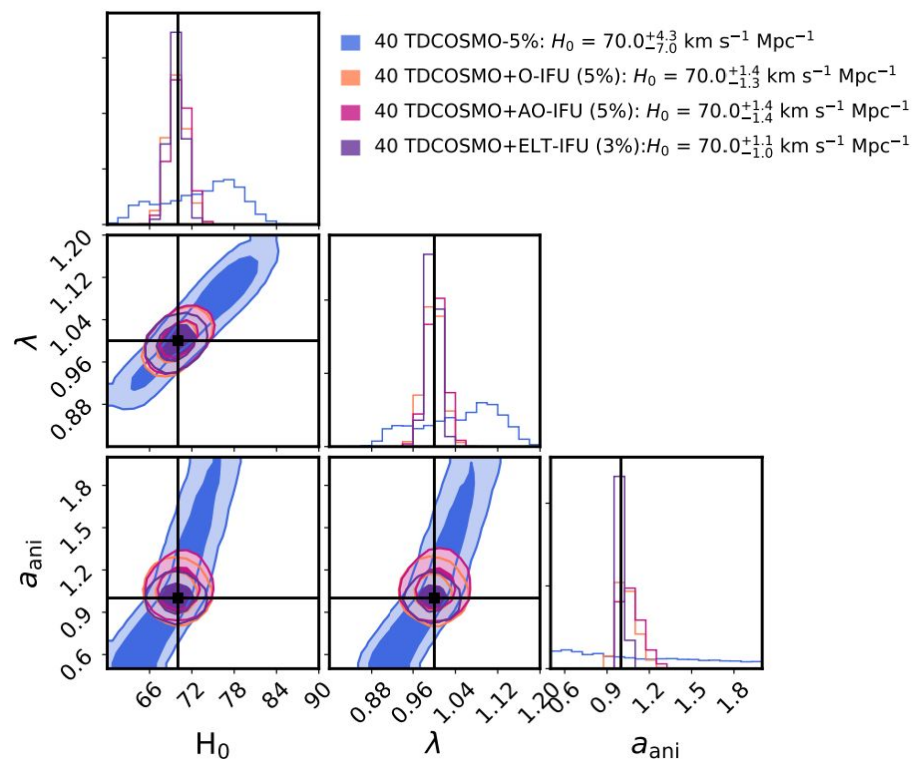 40 TDCOSMO-5%: H₀ = 70.0⁺⁴·³₋₇.₀ km s⁻¹ Mpc⁻¹
40 TDCOSMO+O-IFU (5%): H₀ = 70.0⁺¹·⁴₋₁.₃ km s⁻¹ Mpc⁻¹
40 TDCOSMO+AO-IFU (5%): H₀ = 70.0⁺¹·⁴₋₁.₄ km s⁻¹ Mpc⁻¹
40 TDCOSMO+ELT-IFU (3%):H₀ = 70.0⁺¹·¹₋₁.₀ km s⁻¹ Mpc⁻¹
1.20
1.12
1.04
0.96
0.88
λ
1.8
1.5
1.2
0.9
0.6
a_ani
66 72 78 84 90
0.88 0.96 1.04 1.12 1.20
0.6 0.9 1.2 1.5 1.8
H₀ λ a_ani